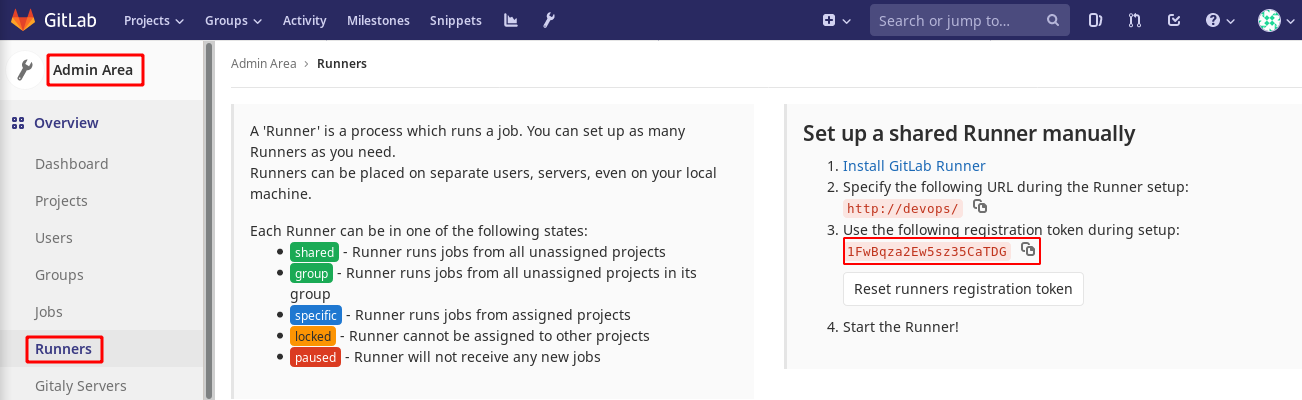 GitLab Projects Groups Activity Milestones Snippets Search or jump to...
Admin Area
Overview
Dashboard
Projects
Users
Groups
Jobs
Runners
Gitaly Servers
Admin Area > Runners
A 'Runner' is a process which runs a job. You can set up as many
Runners as you need.
Runners can be placed on separate users, servers, even on your local
machine.
Each Runner can be in one of the following states:
• shared - Runner runs jobs from all unassigned projects
• group - Runner runs jobs from all unassigned projects in its
group
• specific - Runner runs jobs from assigned projects
• locked - Runner cannot be assigned to other projects
• paused - Runner will not receive any new jobs
Set up a shared Runner manually
1. Install GitLab Runner
2. Specify the following URL during the Runner setup:
http://devops/
3. Use the following registration token during setup:
1FwBqza2Ew5sz35CaTDG
Reset runners registration token
4. Start the Runner!